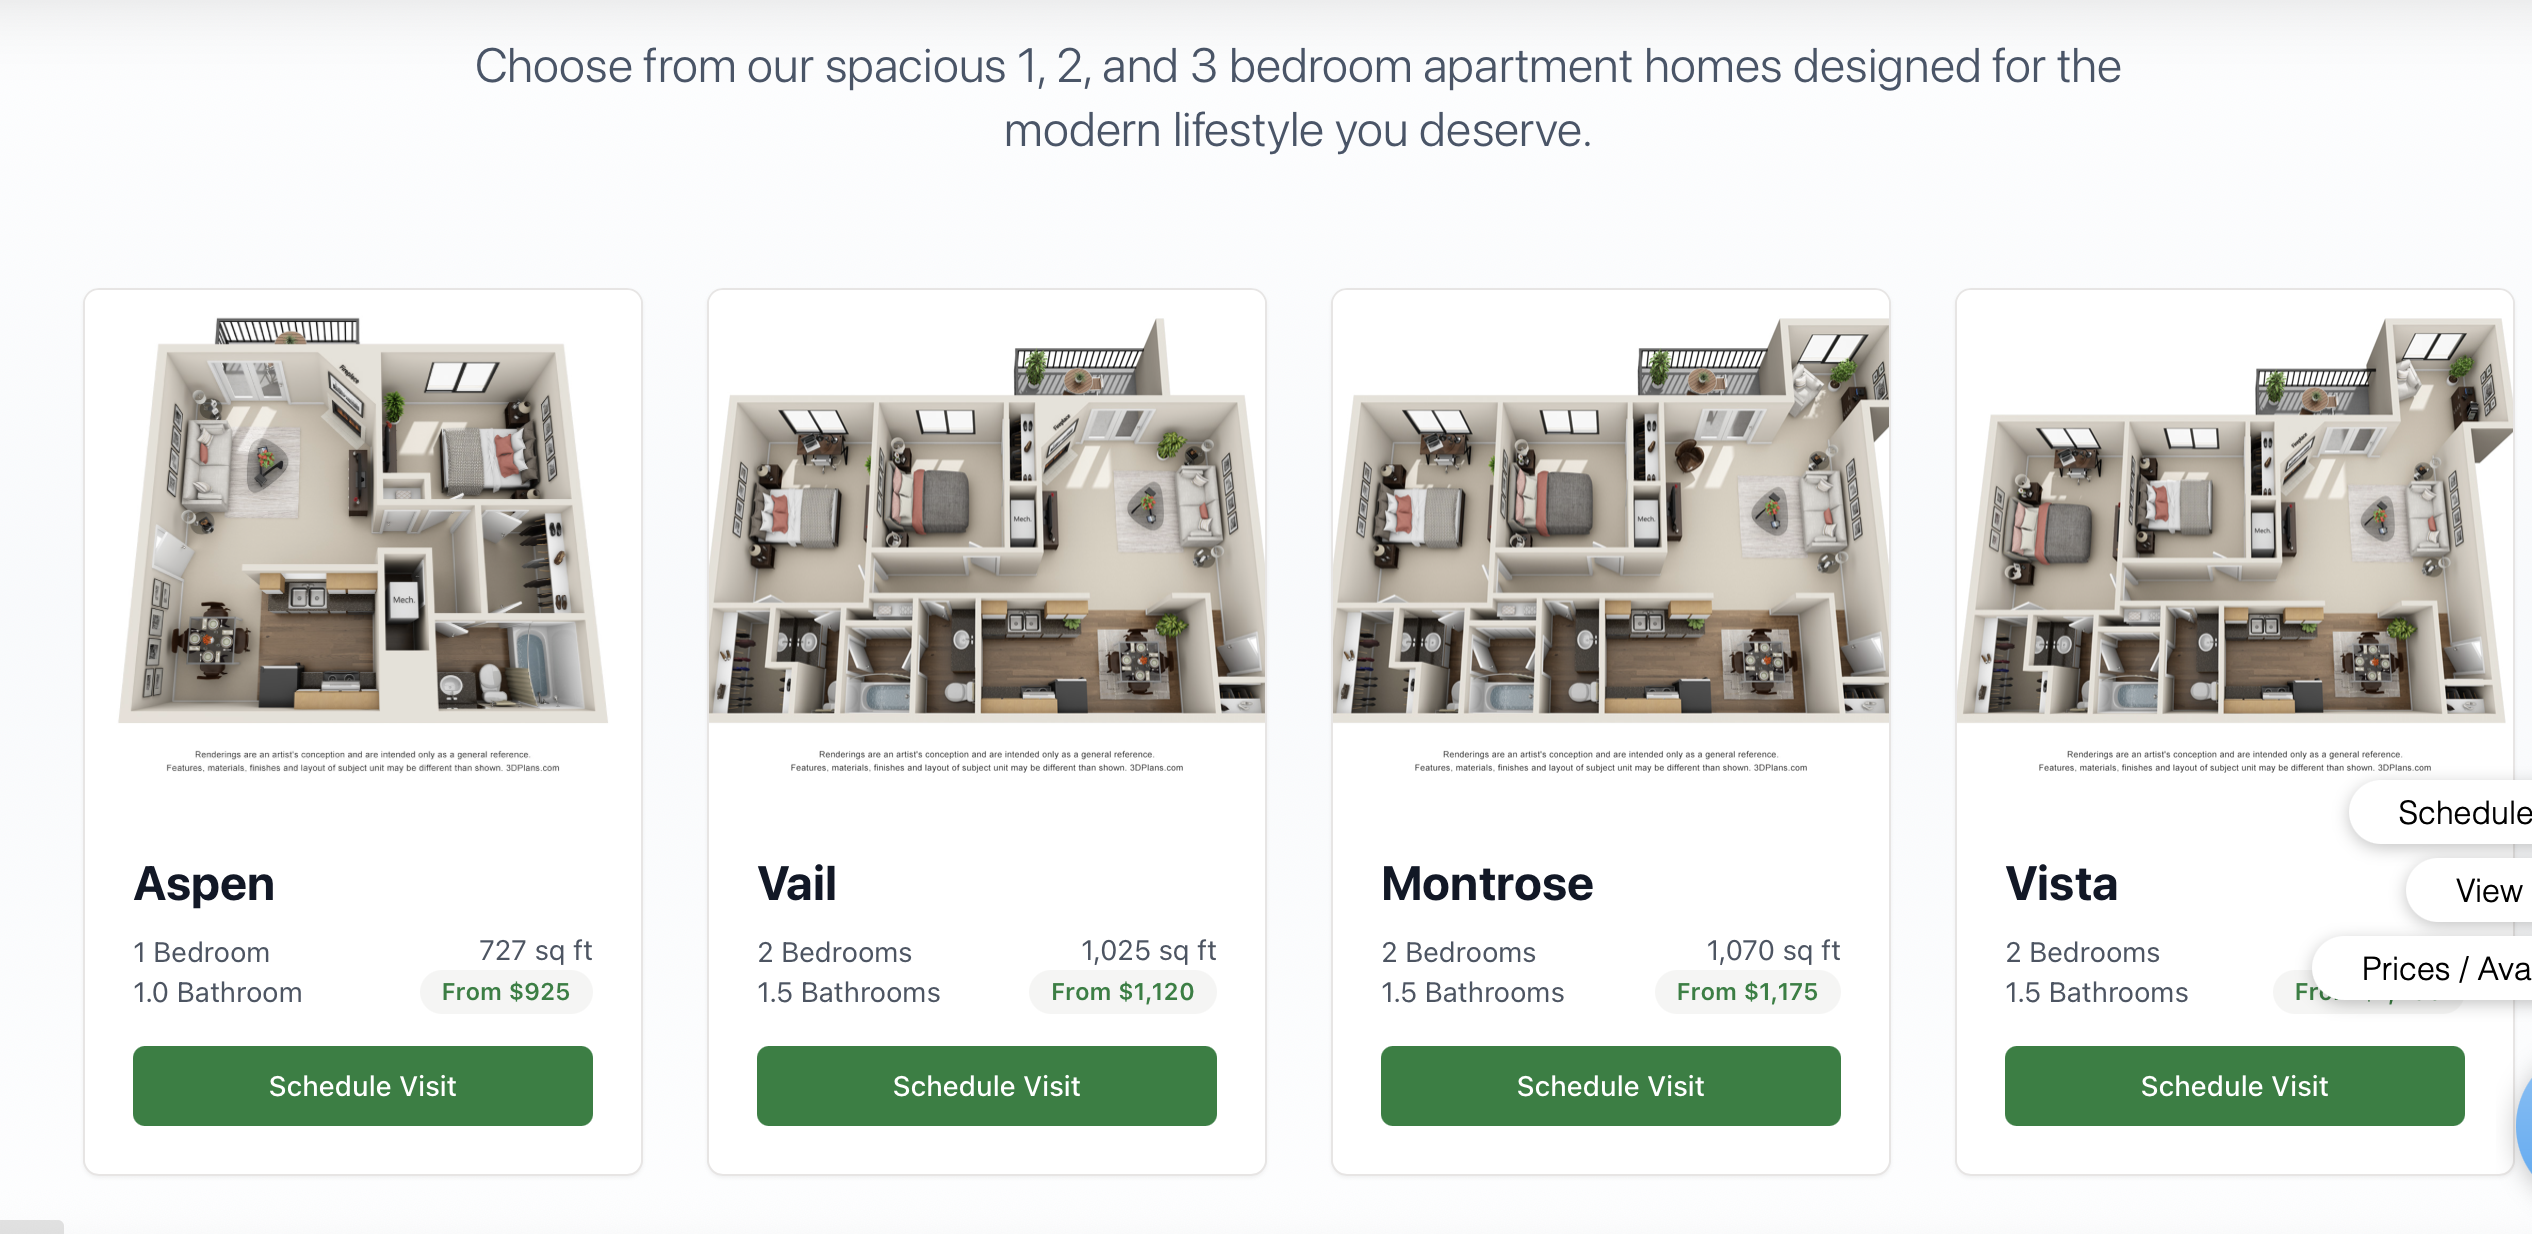 Choose from our spacious 1, 2, and 3 bedroom apartment homes designed for the
modern lifestyle you deserve.
Fireplace
Mech.
Renderings are an artist's conception and are intended only as a general reference.
Features, materials, finishes and layout of subject unit may be different than shown. 3DPlans.com
Aspen
1 Bedroom
727 sq ft
1.0 Bathroom
From $925
Schedule Visit
Fireplace
Mech.
Renderings are an artist's conception and are intended only as a general reference.
Features, materials, finishes and layout of subject unit may be different than shown. 3DPlans.com
Vail
2 Bedrooms
1,025 sq ft
1.5 Bathrooms
From $1,120
Schedule Visit
Mech.
Renderings are an artist's conception and are intended only as a general reference.
Features, materials, finishes and layout of subject unit may be different than shown. 3DPlans.com
Montrose
2 Bedrooms
1,070 sq ft
1.5 Bathrooms
From $1,175
Schedule Visit
Fireplace
Mech.
Renderings are an artist's conception and are intended only as a general reference.
Features, materials, finishes and layout of subject unit may be different than shown. 3DPlans.com
Vista
2 Bedrooms
1.5 Bathrooms
Schedule Visit
Schedule
View
Prices /